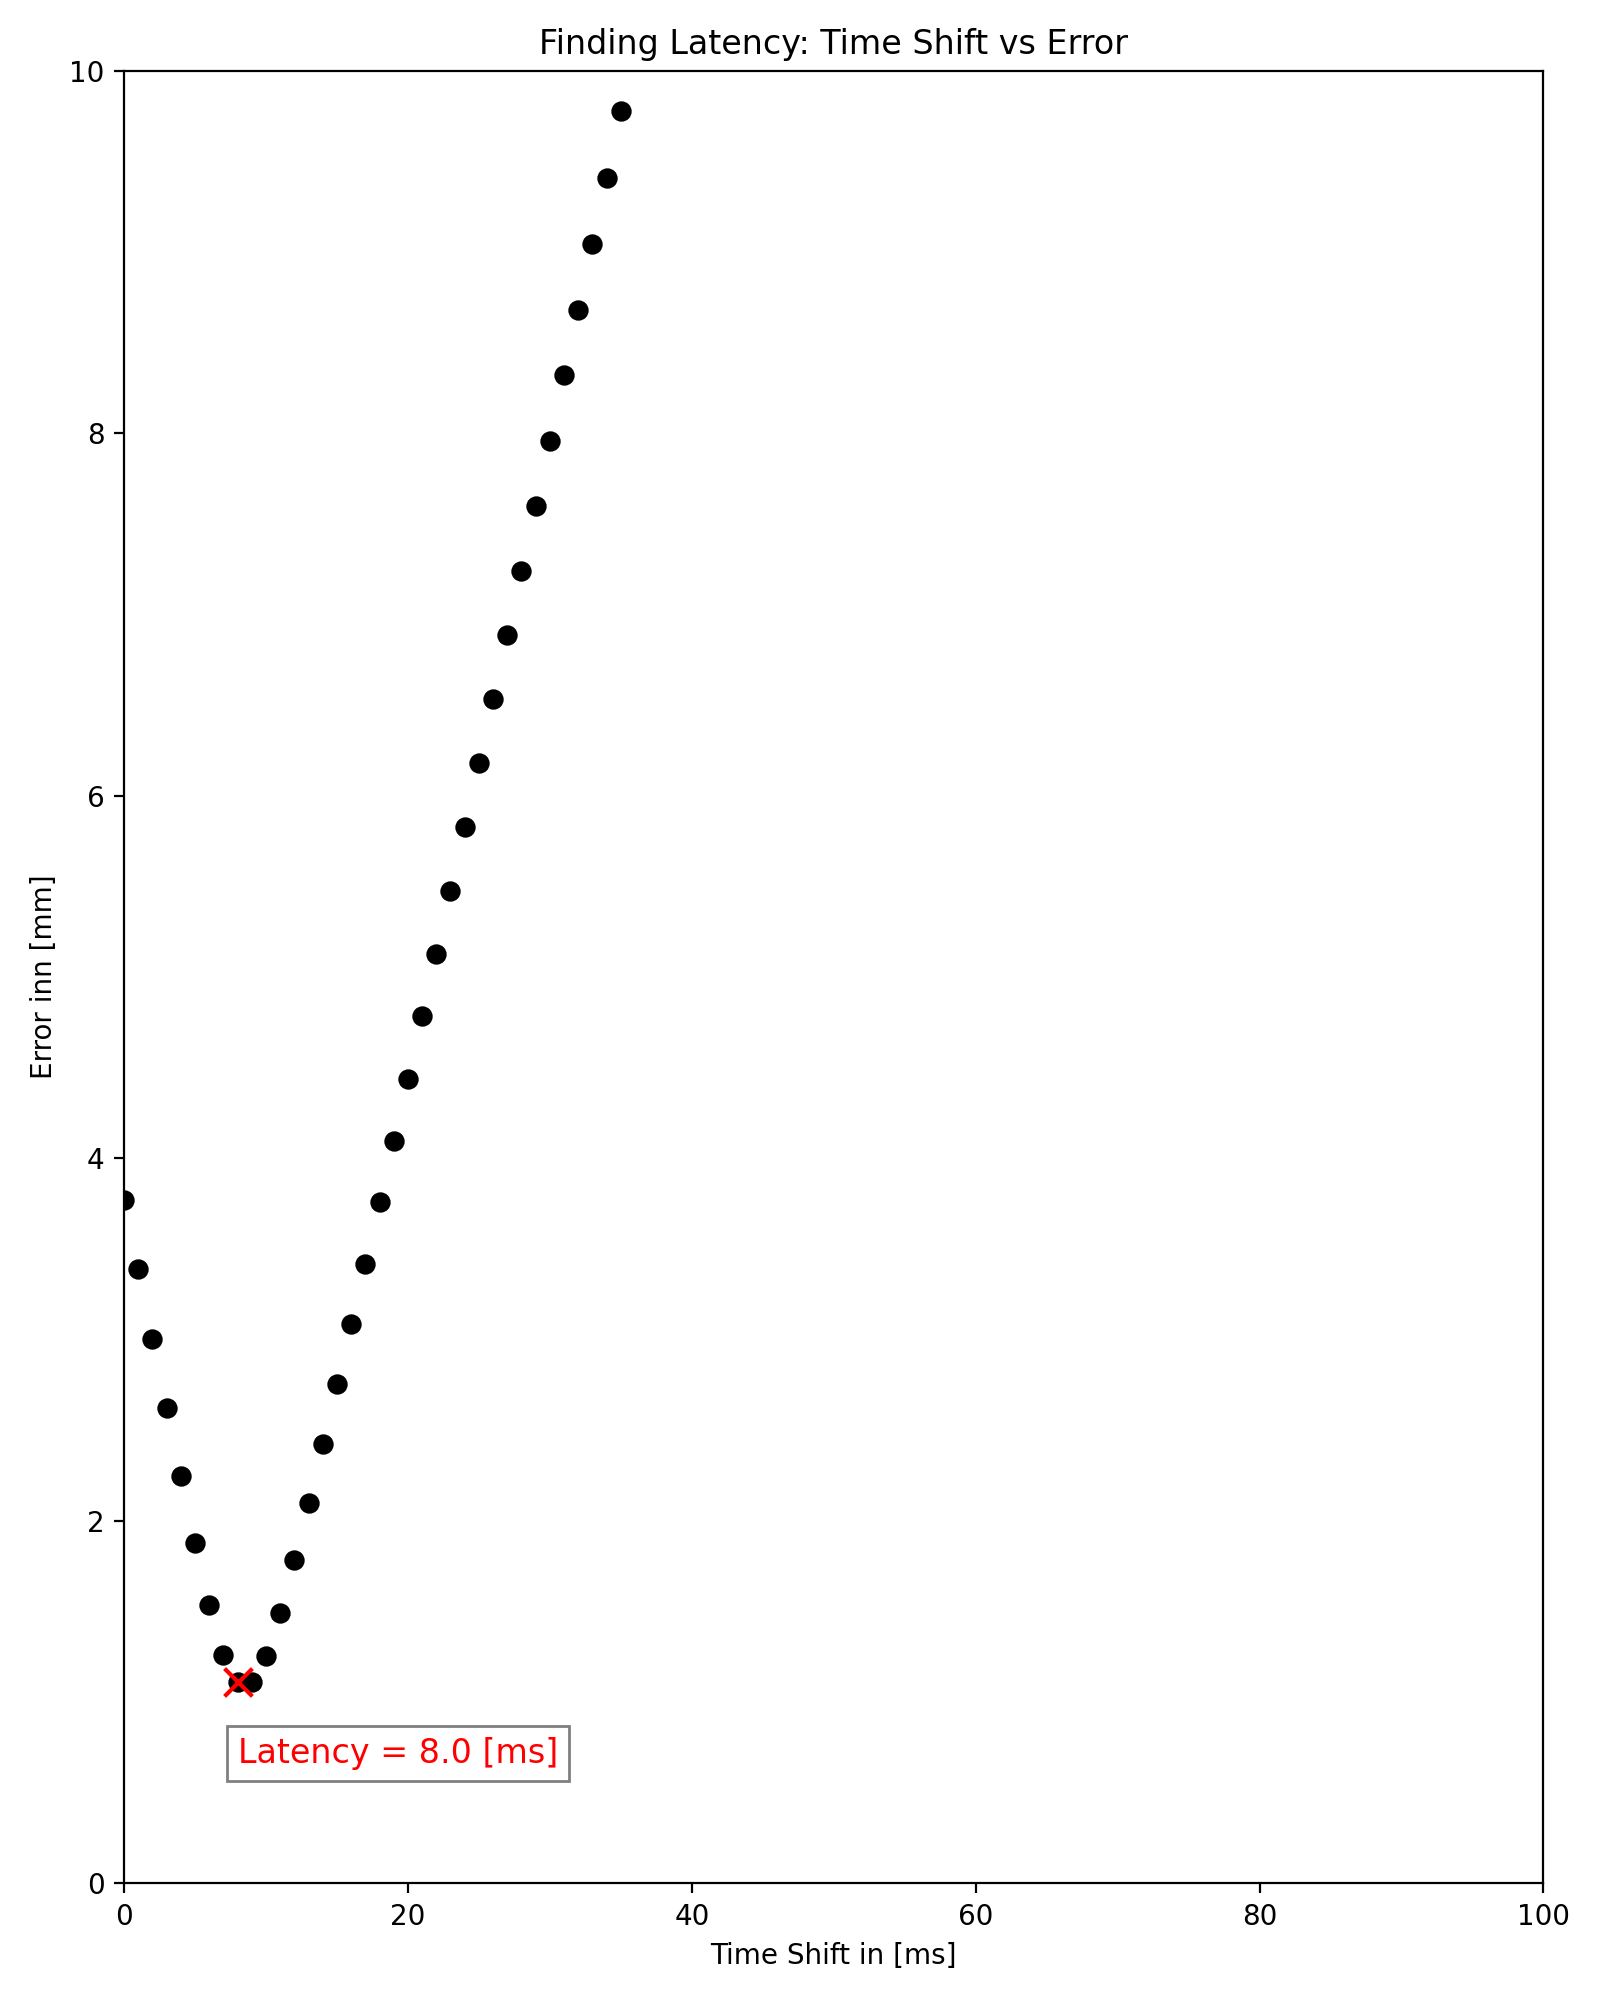 Finding Latency: Time Shift vs Error
10
8
6
4
2
0
Error inn [mm]
Latency = 8.0 [ms]
0 20 40 60 80 100
Time Shift in [ms]